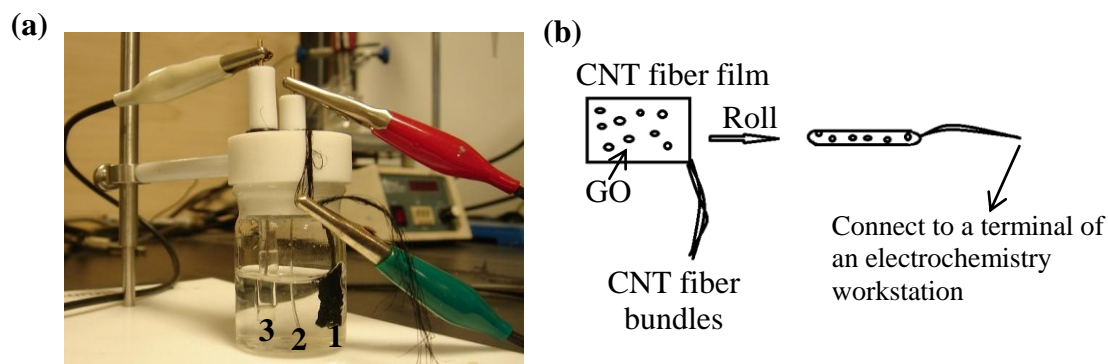 (a)
3
2
1
(b)
CNT fiber film
Roll
GO
CNT fiber
bundles
Connect to a terminal of
an electrochemistry
workstation